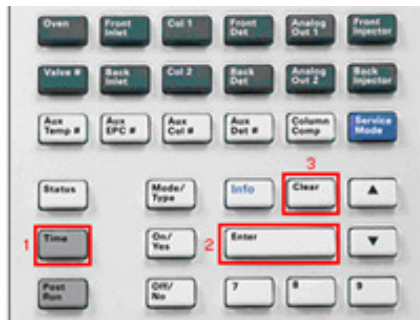 Oven Front Inlet Col 1 Front Det Analog Out 1 Front Injector
Valve # Back Inlet Col 2 Back Det Analog Out 2 Back Injector
Aux Temp # Aux EPC # Aux Col # Aux Det # Column Comp Service Mode
3
Status Mode/ Type Info Clear
1 Time On/ Yes 2 Enter
Post Run Off/ No 7 8 9